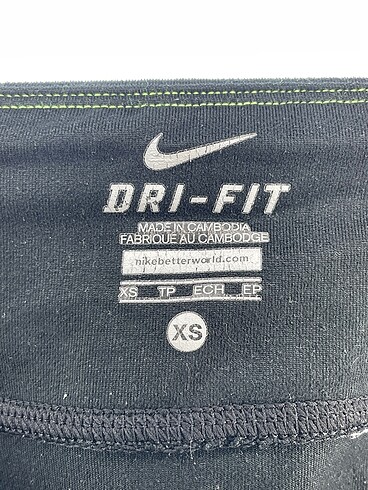 DRI-FIT
MADE IN CAMBODIA
FABRIQUE AU CAMBODGE
nikebetterworld.com
XS TP ECH EP
XS